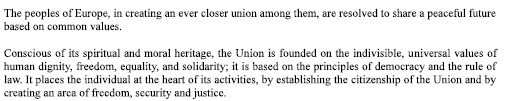 The peoples of Europe, in creating an ever closer union among them, are resolved to share a peaceful future
based on common values.

Conscious of its spiritual and moral heritage, the Union is founded on the indivisible, universal values of
human dignity, freedom, equality, and solidarity; it is based on the principles of democracy and the rule of
law. It places the individual at the heart of its activities, by establishing the citizenship of the Union and by
creating an area of freedom, security and justice.